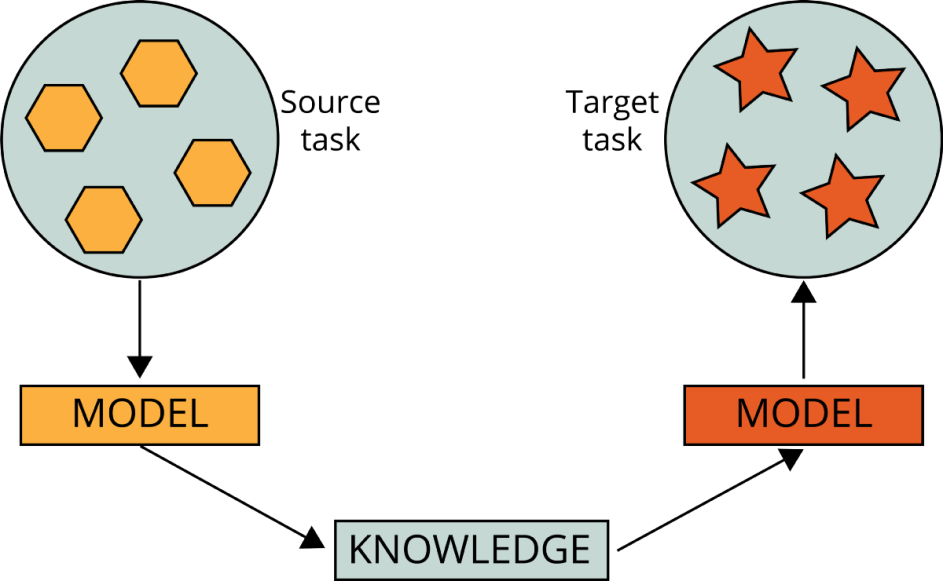 Source
task
Target
task
MODEL
MODEL
KNOWLEDGE